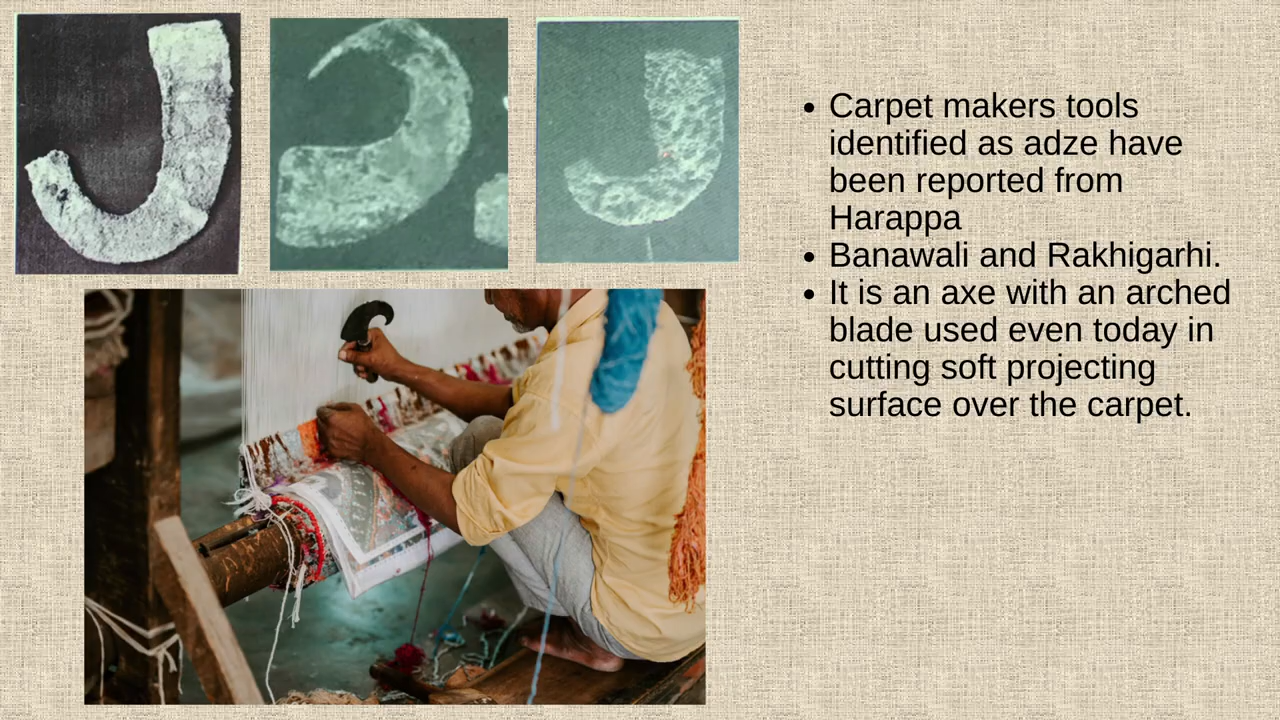 • Carpet makers tools
identified as adze have
been reported from
Harappa
• Banawali and Rakhigarhi.
• It is an axe with an arched
blade used even today in
cutting soft projecting
surface over the carpet.